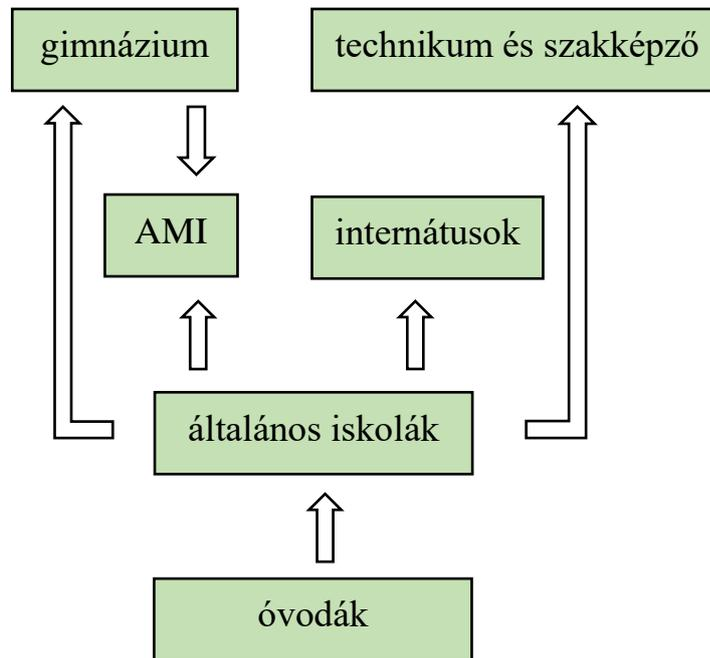 gimnázium
technikum és szakképző
AMI
internátusok
általános iskolák
óvodák